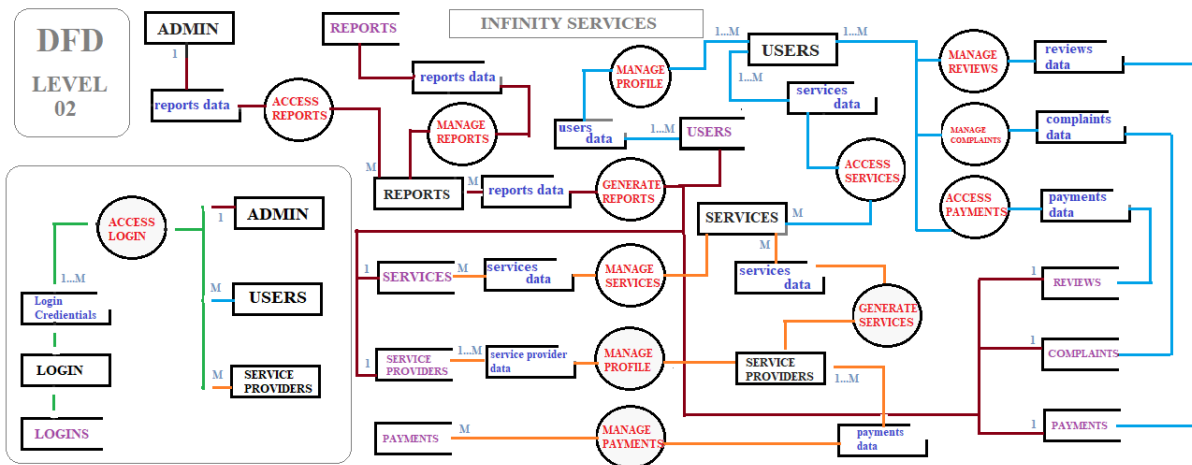 DFD
LEVEL
02
INFINITY SERVICES
ADMIN
1
reports data
ACCESS
REPORTS
REPORTS
reports data
MANAGE
REPORTS
M
REPORTS
M
reports data
GENERATE
REPORTS
MANAGE
PROFILE
1...M
USERS
1...M
1...M
users
data
1...M
USERS
services
data
ACCESS
SERVICES
SERVICES
M
M
MANAGE
REVIEWS
reviews
data
MANAGE
COMPLAINTS
complaints
data
ACCESS
PAYMENTS
payments
data
ACCESS
LOGIN
1...M
Login
Credentials
LOGIN
LOGINS
1
ADMIN
M
USERS
M
SERVICE
PROVIDERS
1
SERVICES
M
services
data
MANAGE
SERVICES
services
data
GENERATE
SERVICES
1
SERVICE
PROVIDERS
1...M
service provider
data
MANAGE
PROFILE
SERVICE
PROVIDERS
1...M
PAYMENTS
M
MANAGE
PAYMENTS
payments
data
1
REVIEWS
1
COMPLAINTS
1
PAYMENTS